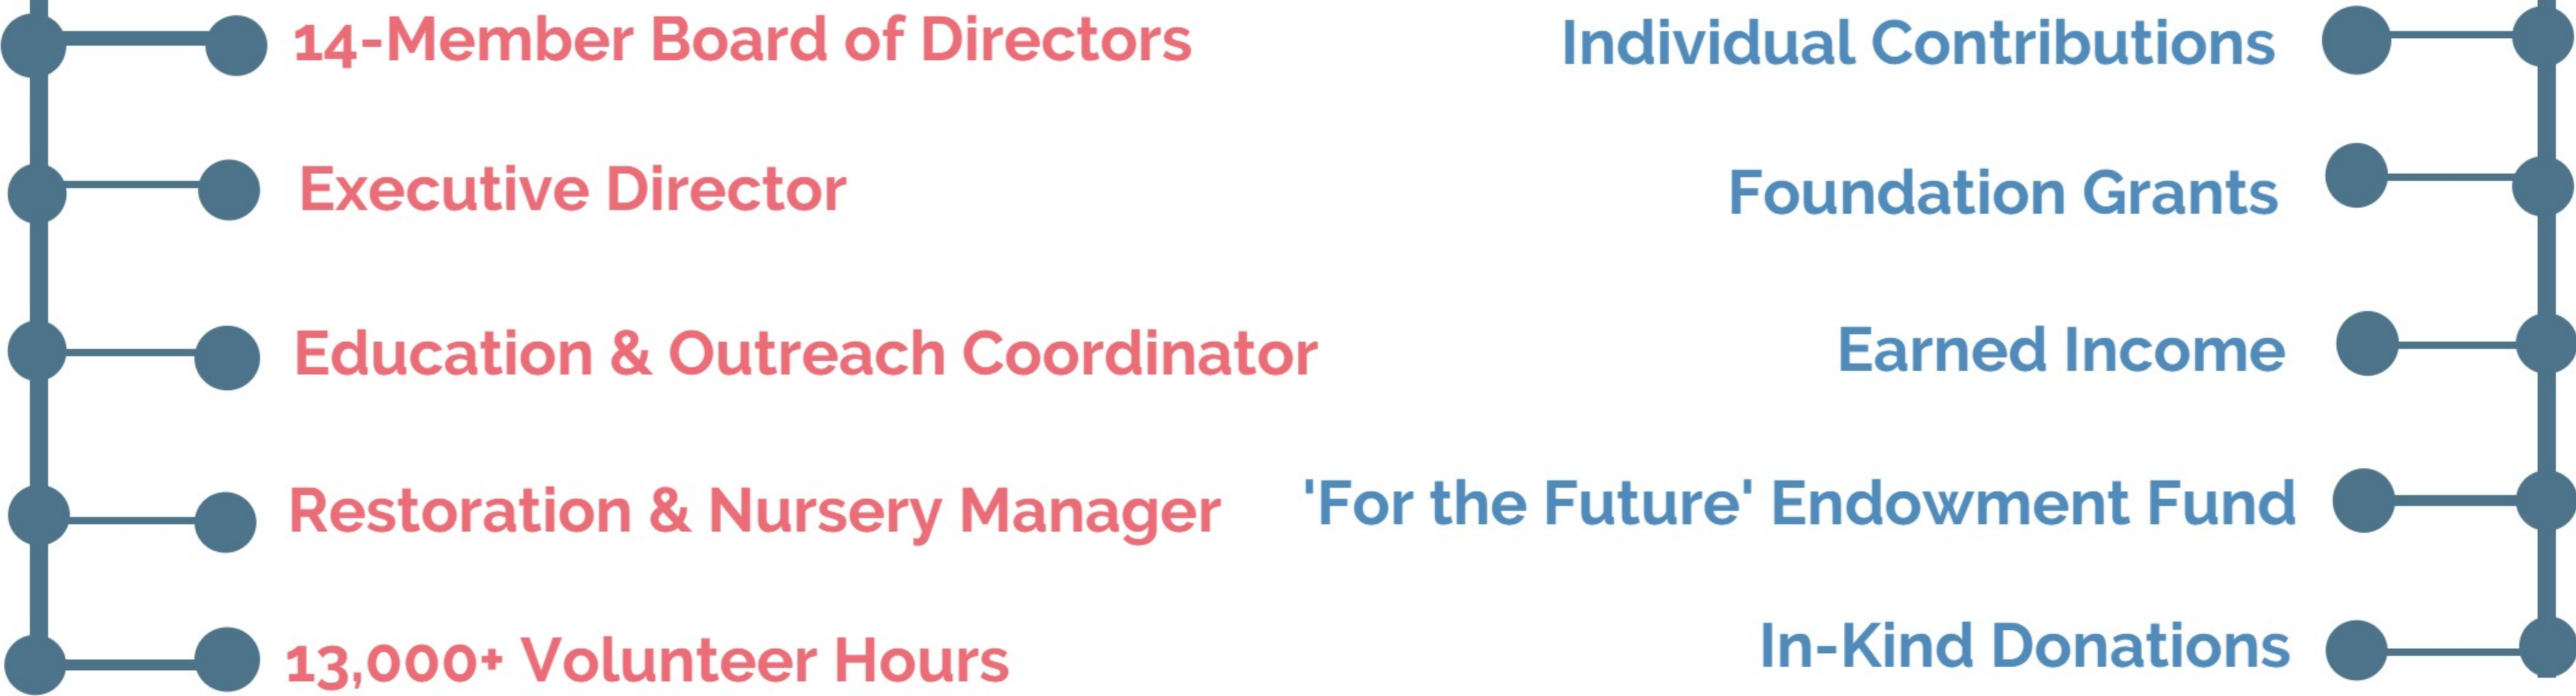 14-Member Board of Directors
Executive Director
Education & Outreach Coordinator
Restoration & Nursery Manager
13,000+ Volunteer Hours
Individual Contributions
Foundation Grants
Earned Income
'For the Future' Endowment Fund
In-Kind Donations